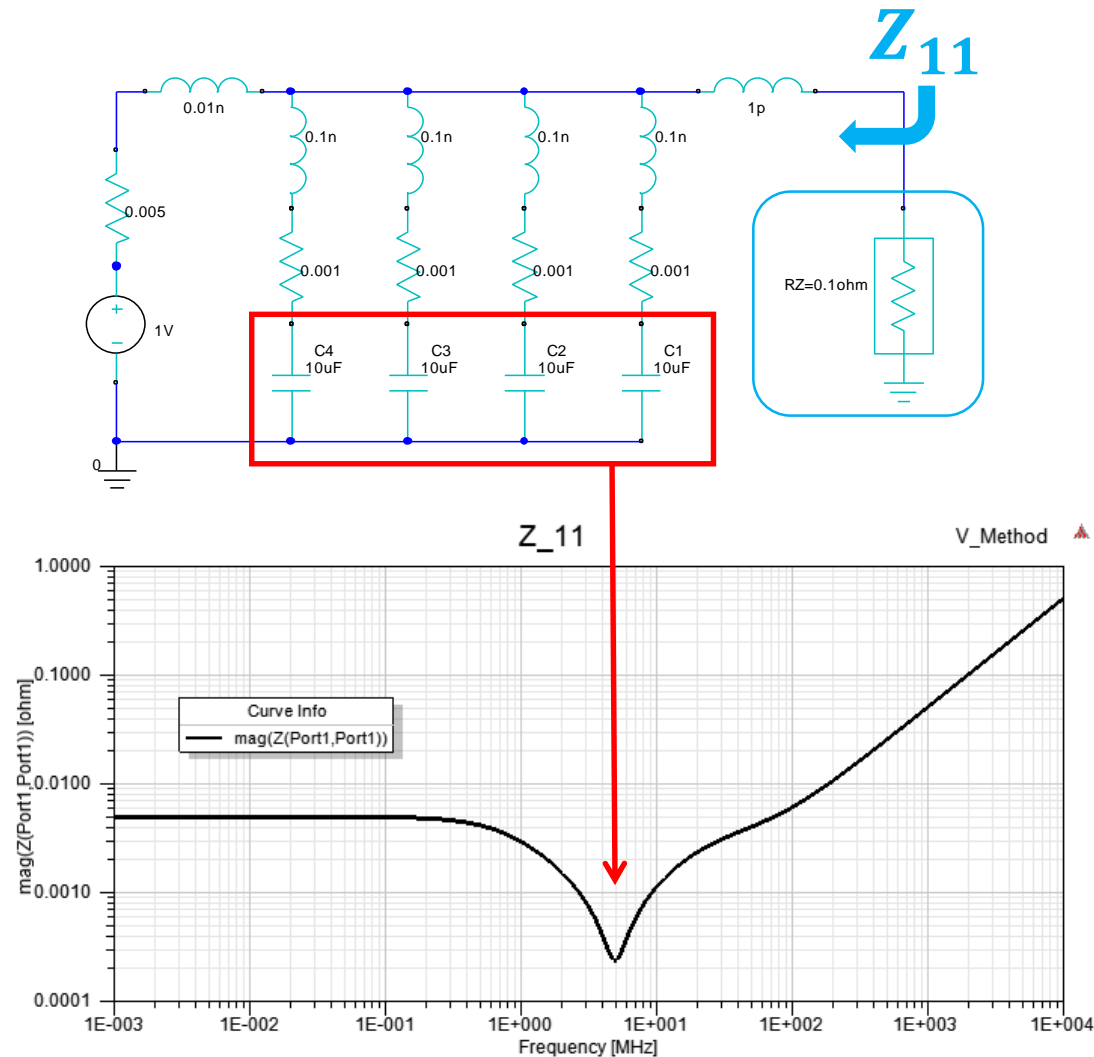 Z11
0.01n
1p
0.1n
0.1n
0.1n
0.1n
0.005
0.001
0.001
0.001
0.001
RZ=0.1ohm
1V
C4
10uF
C3
10uF
C2
10uF
C1
10uF
0
Z_11
V_Method
1.0000
0.1000
0.0100
0.0010
0.0001
mag(Z(Port1,Port1)) [ohm]
Curve Info
mag(Z(Port1,Port1))
1E-003
1E-002
1E-001
1E+000
1E+001
1E+002
1E+003
1E+004
Frequency [MHz]